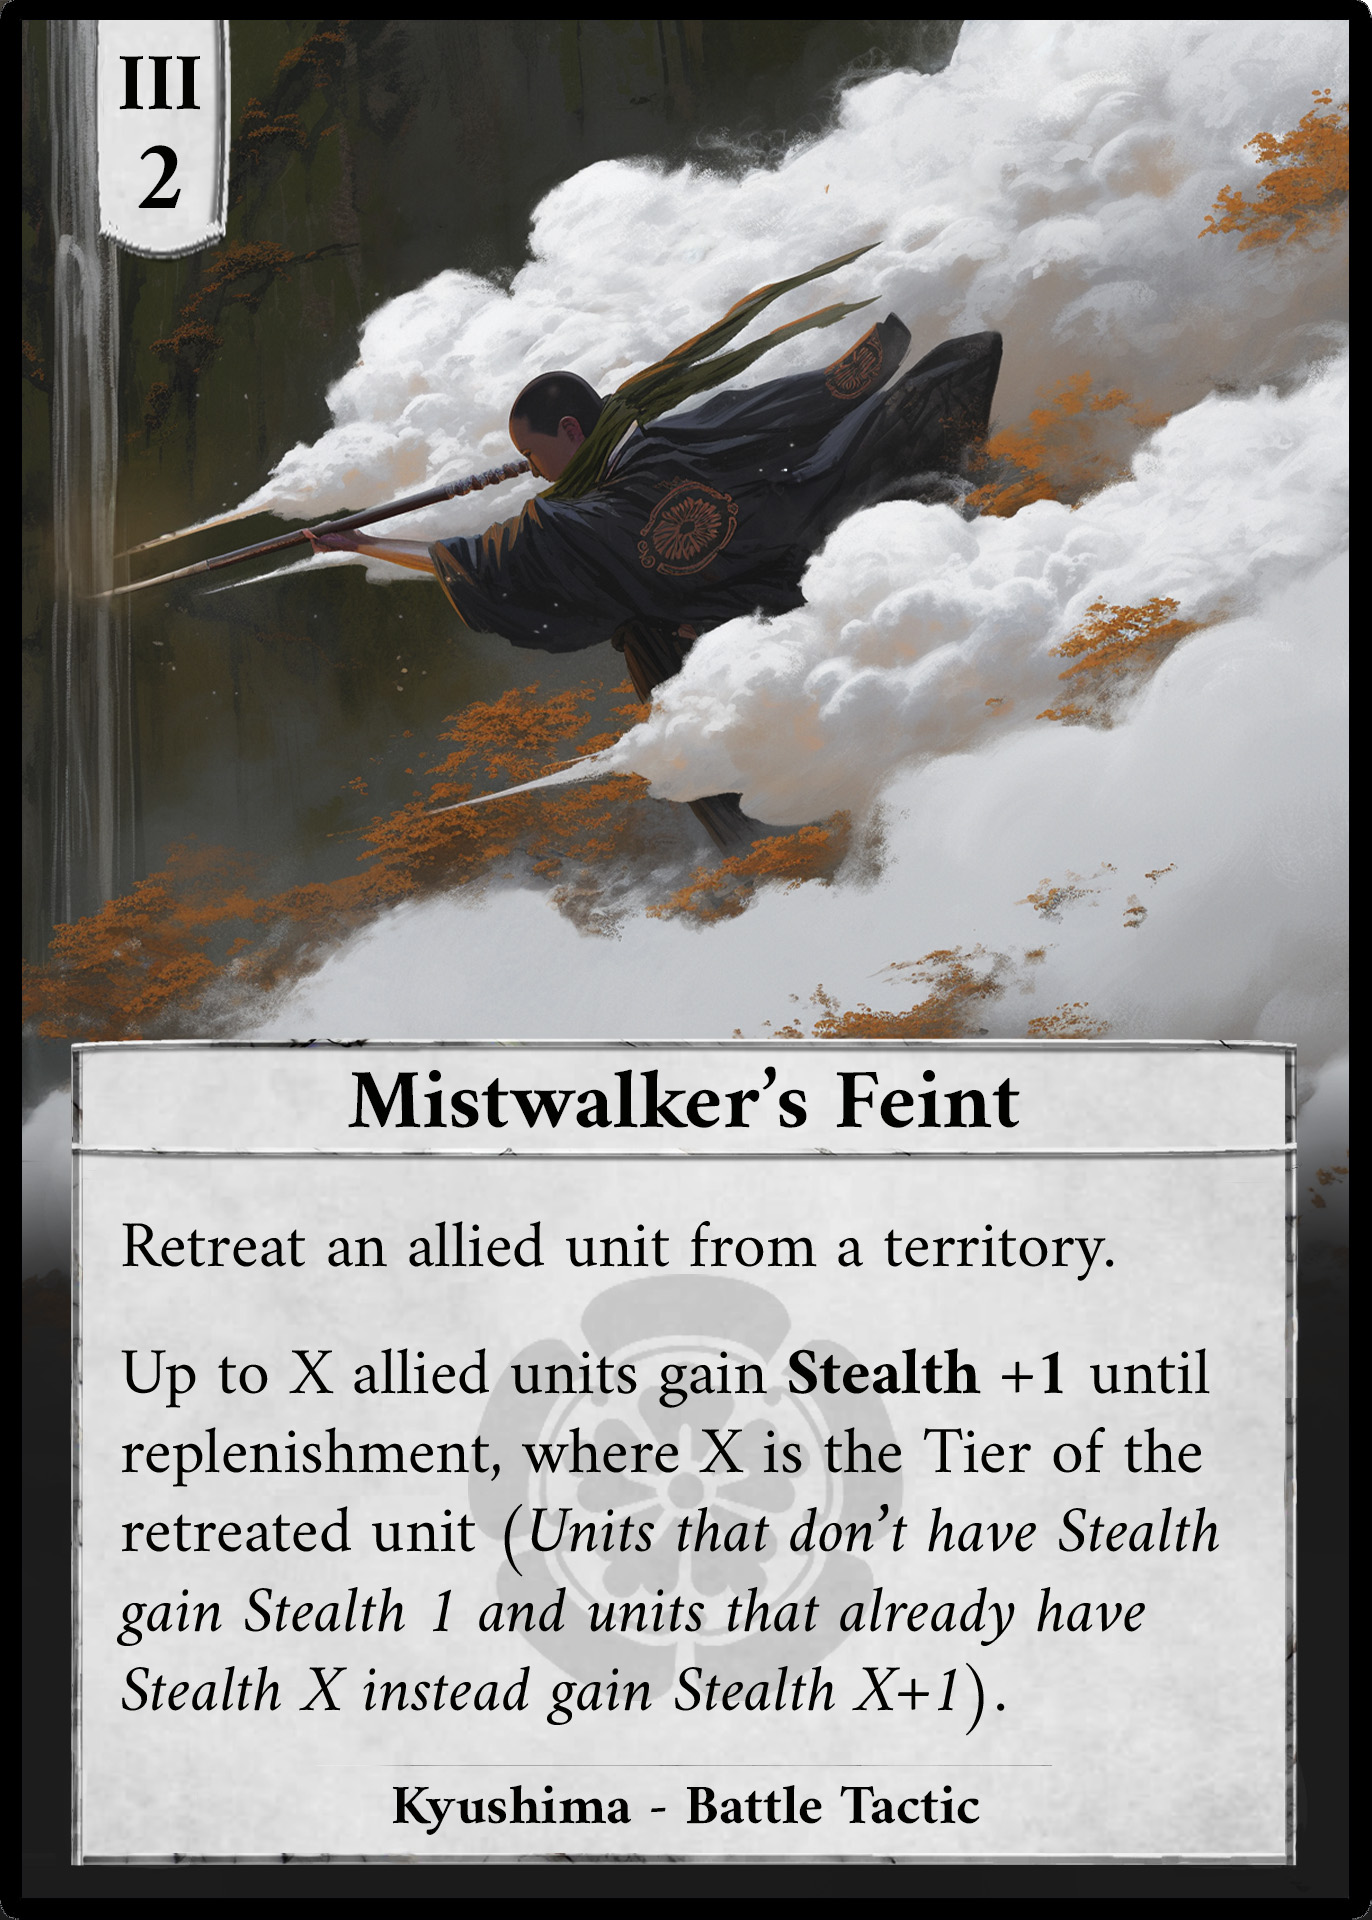 III
2
Mistwalker’s Feint
Retreat an allied unit from a territory.
Up to X allied units gain Stealth +1 until
replenishment, where X is the Tier of the
retreated unit (Units that don’t have Stealth
gain Stealth 1 and units that already have
Stealth X instead gain Stealth X+1).
Kyushima - Battle Tactic